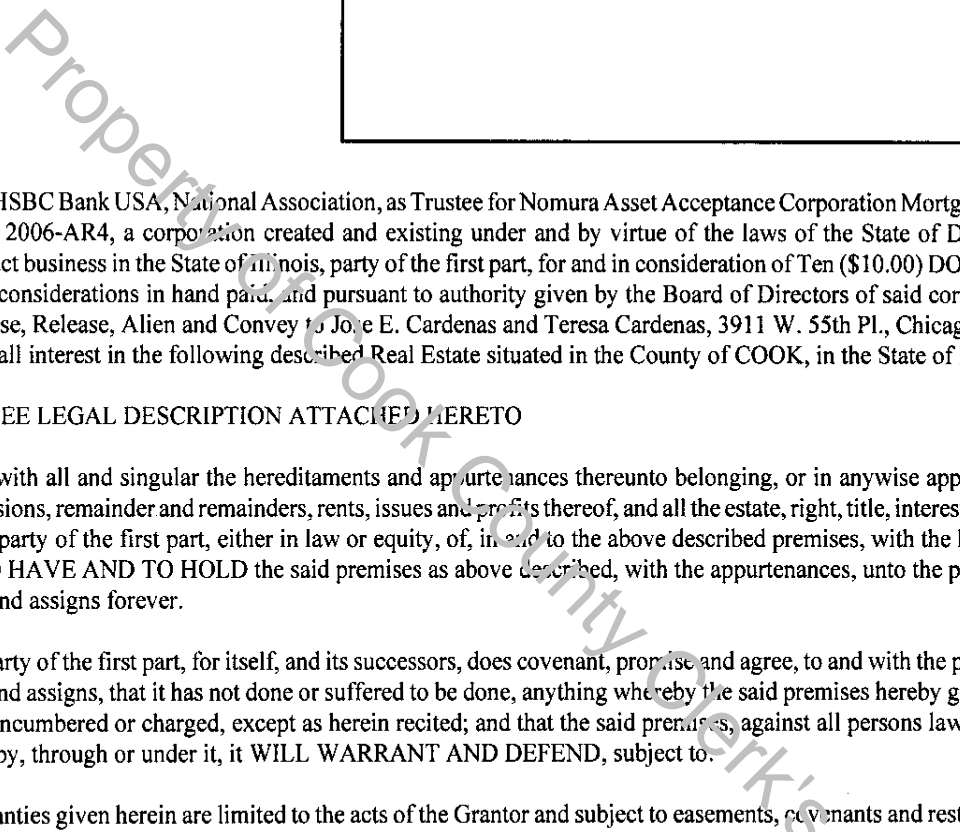 HSBC Bank USA, National Association, as Trustee for Nomura Asset Acceptance Corporation Mortg
2006-AR4, a corporation created and existing under and by virtue of the laws of the State of D
ct business in the State of Illinois, party of the first part, for and in consideration of Ten ($10.00) DO
considerations in hand paid, and pursuant to authority given by the Board of Directors of said cor
se, Release, Alien and Convey to Jose E. Cardenas and Teresa Cardenas, 3911 W. 55th Pl., Chicag
all interest in the following described Real Estate situated in the County of COOK, in the State of
EE LEGAL DESCRIPTION ATTACHED HERETO
with all and singular the hereditaments and appurtenances thereunto belonging, or in anywise app
sions, remainder and remainders, rents, issues and profits thereof, and all the estate, right, title, interes
party of the first part, either in law or equity, of, in and to the above described premises, with the
HAVE AND TO HOLD the said premises as above described, with the appurtenances, unto the p
nd assigns forever.
arty of the first part, for itself, and its successors, does covenant, promise and agree, to and with the p
nd assigns, that it has not done or suffered to be done, anything whereby the said premises hereby g
ncumbered or charged, except as herein recited; and that the said premises, against all persons law
by, through or under it, it WILL WARRANT AND DEFEND, subject to:
nties given herein are limited to the acts of the Grantor and subject to easements, covenants and rest
Property of Cook County Clerk's